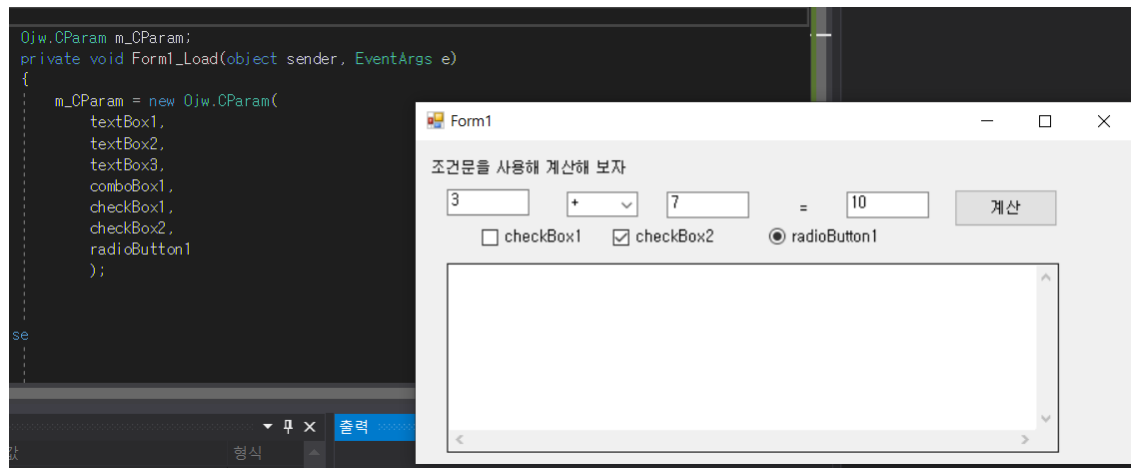 Ojw.CParam m_CParam;
private void Form1_Load(object sender, EventArgs e)
{
m_CParam = new Ojw.CParam(
textBox1,
textBox2,
textBox3,
comboBox1,
checkBox1,
checkBox2,
radioButton1
);
se
값 형식
출력
Form1
조건문을 사용해 계산해 보자
3 + 7 = 10 계산
checkBox1 checkBox2 radioButton1